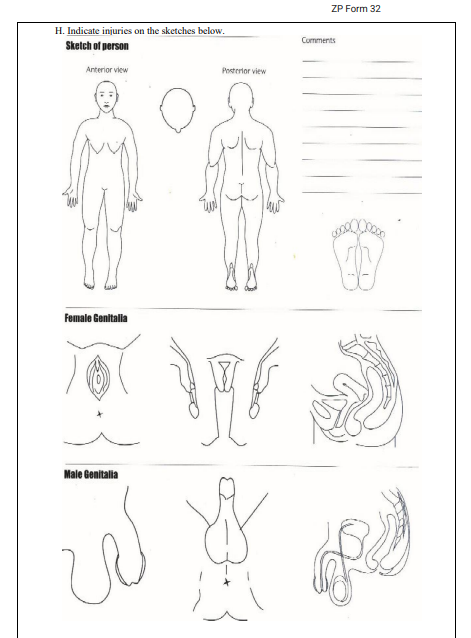 ZP Form 32
H. Indicate injuries on the sketches below.
Sketch of person
Comments
Anterior view
Posterior view
Female Genitalia
Male Genitalia